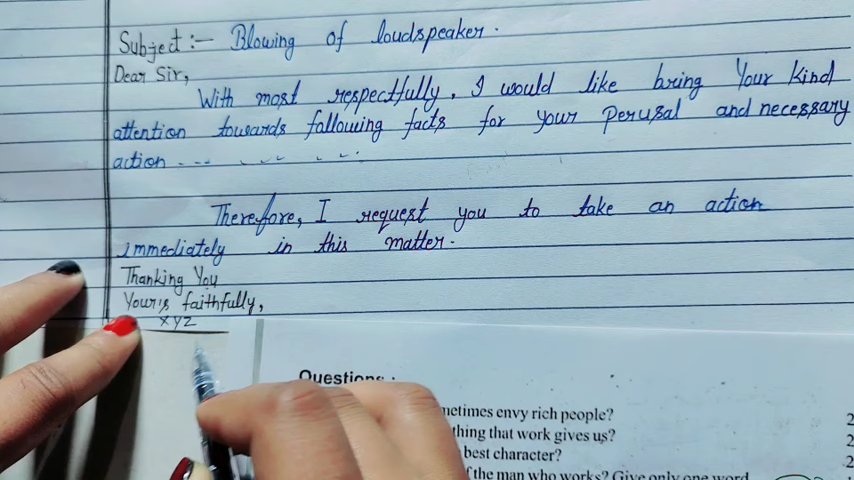 Subject:- Blowing of loudspeaker.
Dear Sir,
With most respectfully, I would like bring Your kind
attention towards following facts for your perusal and necessary
action ...
Therefore, I request you to take an action
immediately in this matter.
Thanking You
Your's faithfully,
xyz
Questions:
metimes envy rich people?
thing that work gives us?
best character?
f the man who works? Give only one word
2
2
2